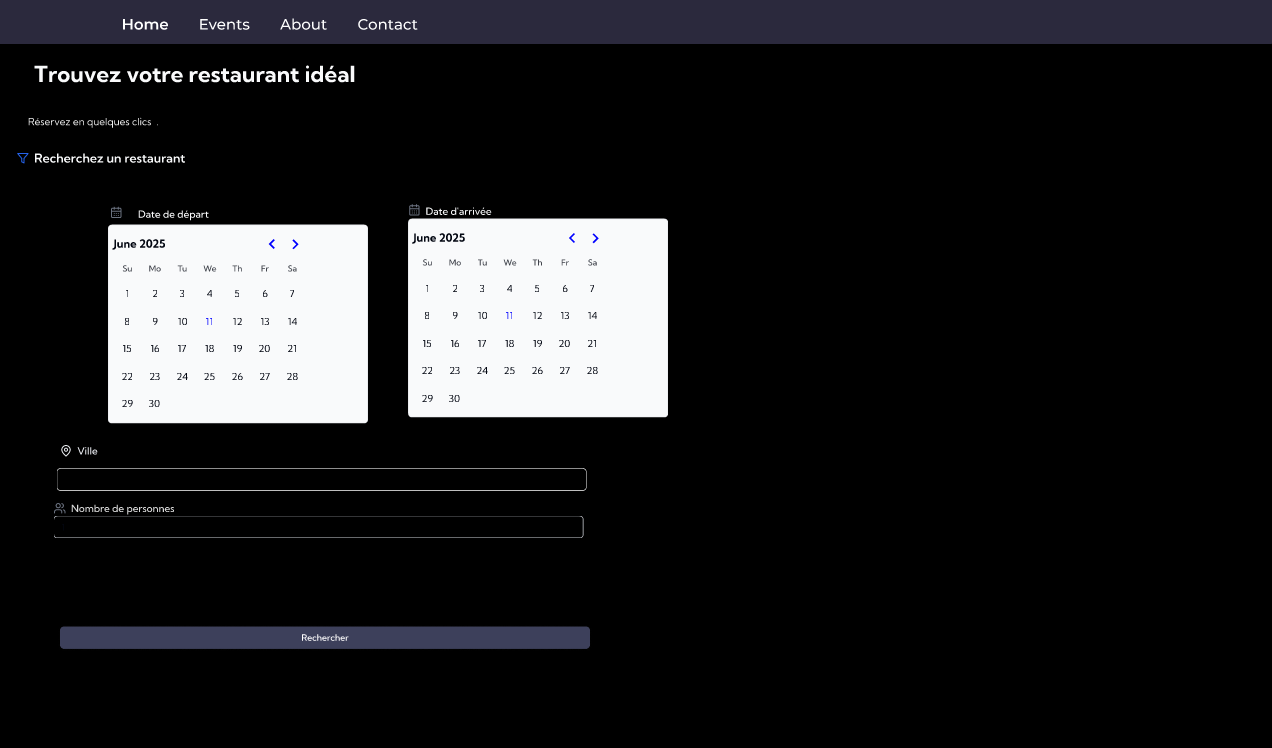 Home Events About Contact
Trouvez votre restaurant idéal
Réservez en quelques clics .
Recherchez un restaurant
Date de départ
June 2025
Su Mo Tu We Th Fr Sa
1 2 3 4 5 6 7
8 9 10 11 12 13 14
15 16 17 18 19 20 21
22 23 24 25 26 27 28
29 30
Date d'arrivée
June 2025
Su Mo Tu We Th Fr Sa
1 2 3 4 5 6 7
8 9 10 11 12 13 14
15 16 17 18 19 20 21
22 23 24 25 26 27 28
29 30
Ville
Nombre de personnes
Rechercher